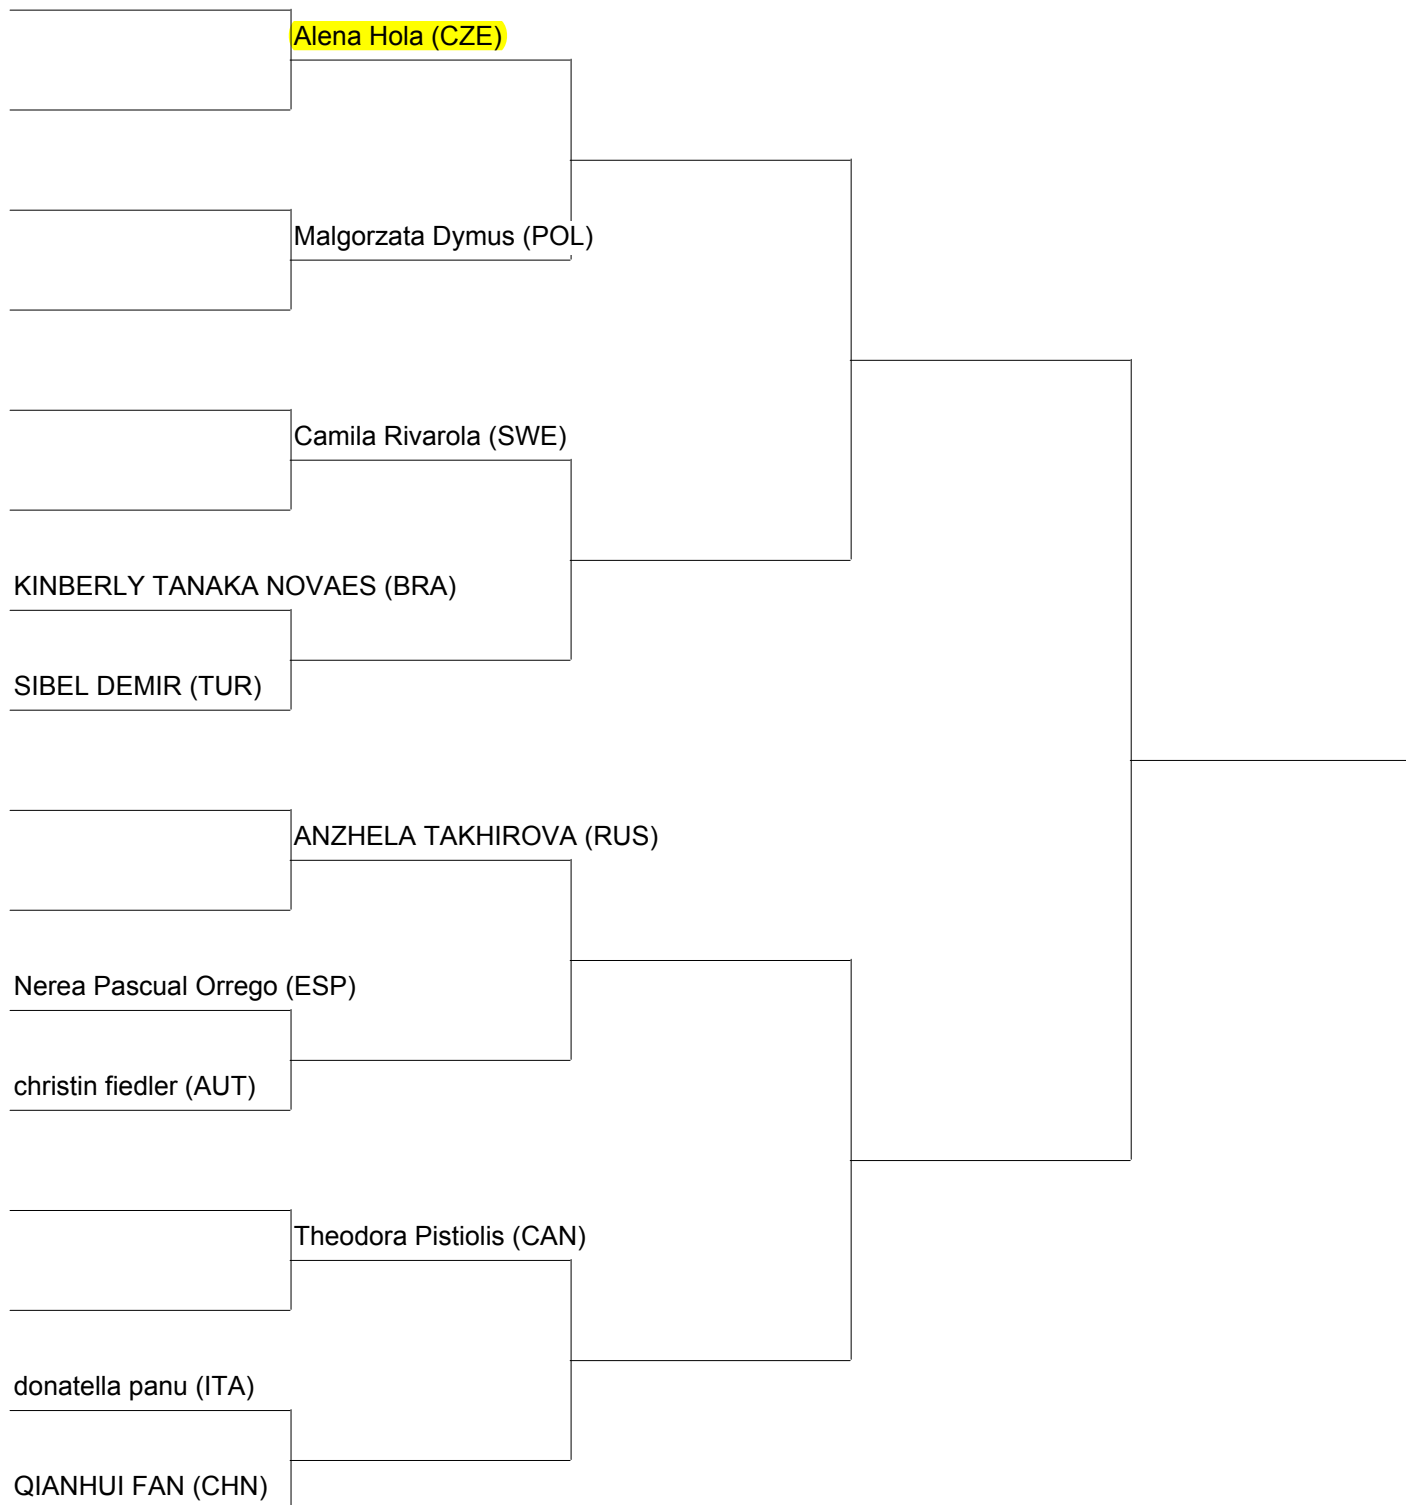 Alena Hola (CZE)
Malgorzata Dymus (POL)
Camila Rivarola (SWE)
KINBERLY TANAKA NOVAES (BRA)
SIBEL DEMIR (TUR)
ANZHELA TAKHIROVA (RUS)
Nerea Pascual Orrego (ESP)
christin fiedler (AUT)
Theodora Pistiolis (CAN)
donatella panu (ITA)
QIANHUI FAN (CHN)